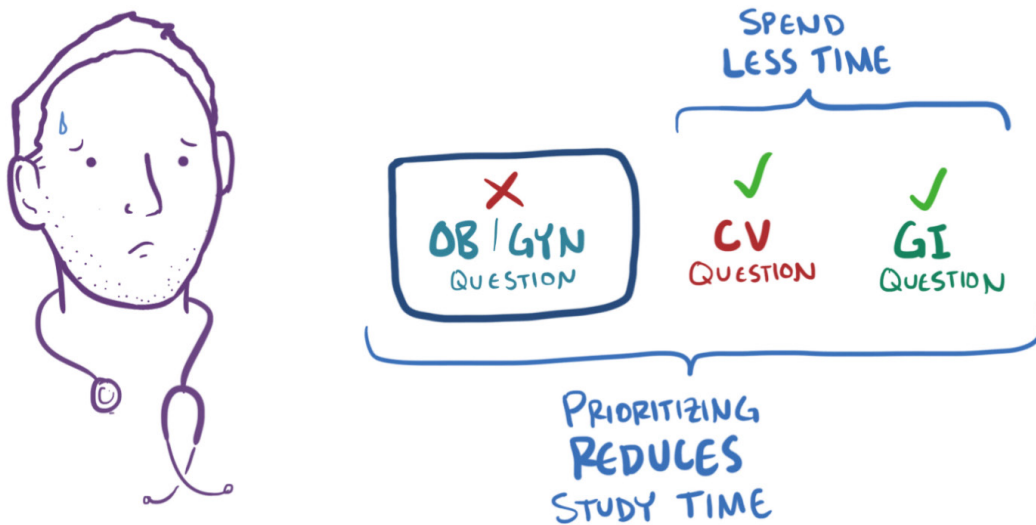 SPEND
LESS TIME
OB/GYN
QUESTION
CV
QUESTION
GI
QUESTION
PRIORITIZING
REDUCES
STUDY TIME